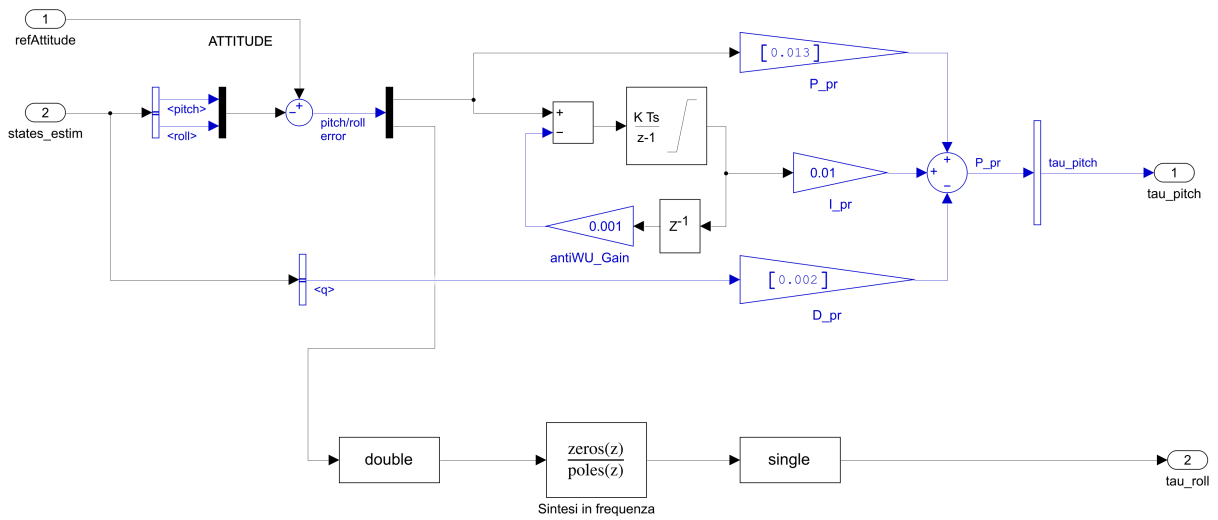 1
refAttitude
ATTITUDE
2
states_estim
<pitch>
<roll>
+
−
pitch/roll
error
+
−
K Ts
z-1
[0.013]
P_pr
0.01
I_pr
Z-1
0.001
antiWU_Gain
+
+
−
P_pr
tau_pitch
1
tau_pitch
<q>
[0.002]
D_pr
double
zeros(z)
poles(z)
Sintesi in frequenza
single
2
tau_roll